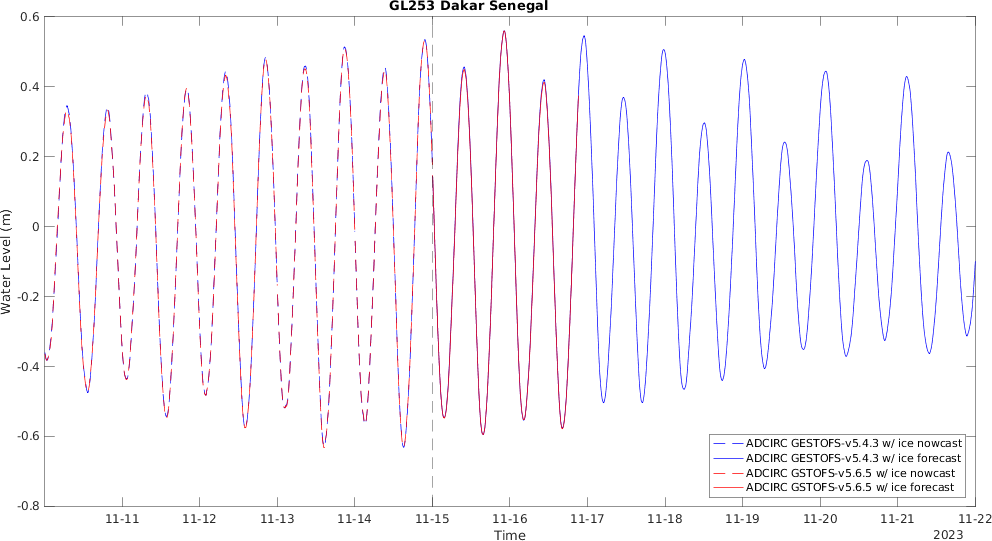 GL253 Dakar Senegal
0.6
0.4
0.2
0
-0.2
-0.4
-0.6
-0.8
Water Level (m)
ADCIRC GESTOFS-v5.4.3 w/ ice nowcast
ADCIRC GESTOFS-v5.4.3 w/ ice forecast
ADCIRC GSTOFS-v5.6.5 w/ ice nowcast
ADCIRC GSTOFS-v5.6.5 w/ ice forecast
11-11 11-12 11-13 11-14 11-15 11-16 11-17 11-18 11-19 11-20 11-21 11-22
Time
2023